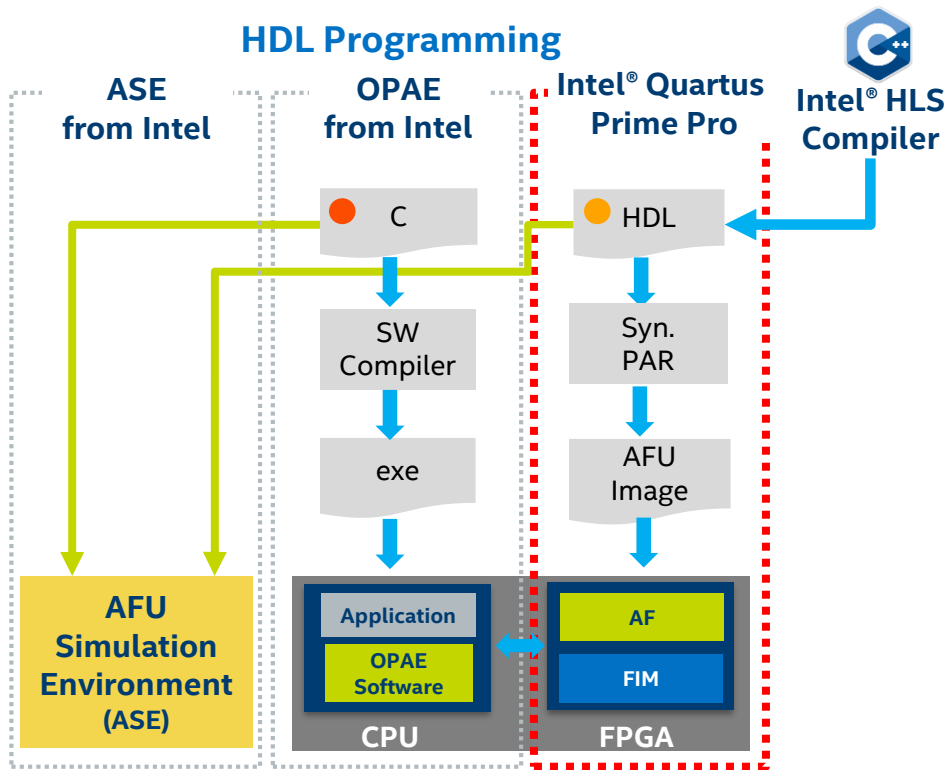 HDL Programming
C++
ASE
from Intel
OPAE
from Intel
Intel® Quartus
Prime Pro
Intel® HLS
Compiler
C
HDL
SW
Compiler
Syn.
PAR
exe
AFU
Image
AFU
Simulation
Environment
(ASE)
Application
OPAE
Software
CPU
AF
FIM
FPGA